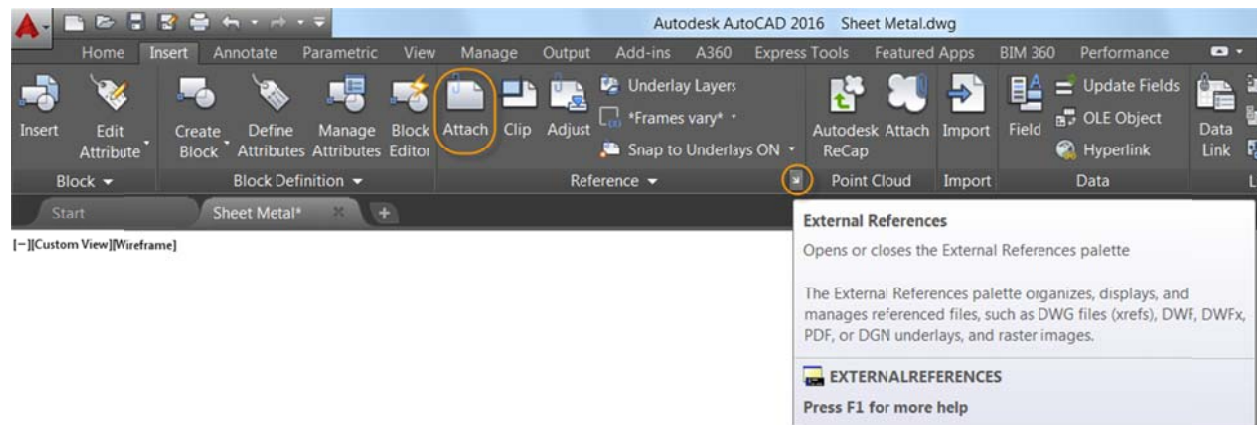 Autodesk AutoCAD 2016 Sheet Metal.dwg
Home Insert Annotate Parametric View Manage Output Add-ins A360 Express Tools Featured Apps BIM 360 Performance
Underlay Layers Update Fields
*Frames vary* OLE Object
Insert Edit Attribute Create Block Define Attributes Manage Attributes Block Editor Attach Clip Adjust Snap to Underlays ON Autodesk ReCap Attach Import Field Hyperlink Data Link
Block Block Definition Reference Point Cloud Import Data
Start Sheet Metal*
[−][Custom View][Wireframe]
External References
Opens or closes the External References palette
The External References palette organizes, displays, and
manages referenced files, such as DWG files (xrefs), DWF, DWFx,
PDF, or DGN underlays, and raster images.
EXTERNALREFERENCES
Press F1 for more help